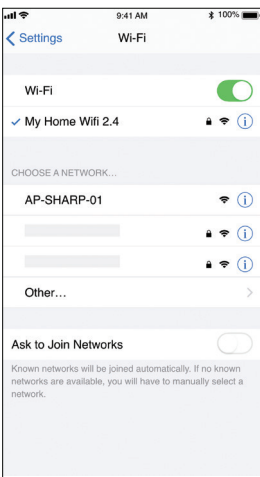 9:41 AM 100%
Settings Wi-Fi
Wi-Fi
My Home Wifi 2.4
CHOOSE A NETWORK...
AP-SHARP-01
Other...
Ask to Join Networks
Known networks will be joined automatically. If no known
networks are available, you will have to manually select a
network.